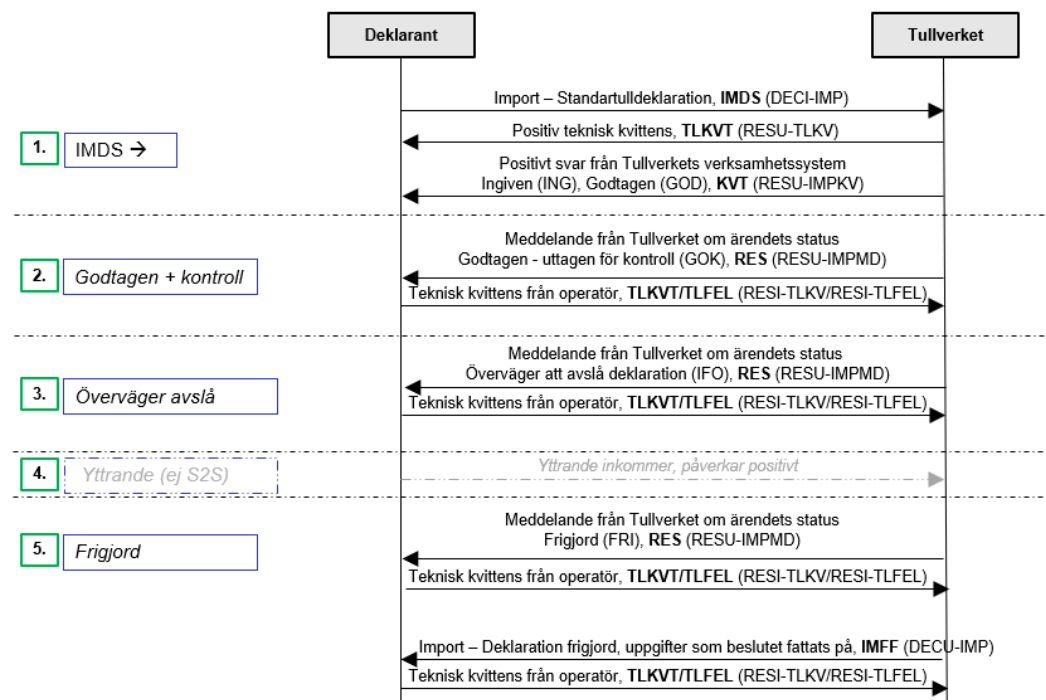 Deklarant
Tullverket
Import – Standartulldeklaration, IMDS (DECI-IMP)
Positiv teknisk kvittens, TLKVT (RESU-TLKV)
1.
IMDS →
Positivt svar från Tullverkets verksamhetssystem
Ingiven (ING), Godtagen (GOD), KVT (RESU-IMPKV)
Meddelande från Tullverket om ärendets status
Godtagen - uttagen för kontroll (GOK), RES (RESU-IMPMD)
2.
Godtagen + kontroll
Teknisk kvittens från operatör, TLKVT/TLFEL (RESI-TLKV/RESI-TLFEL)
Meddelande från Tullverket om ärendets status
Överväger att avslå deklaration (IFO), RES (RESU-IMPMD)
3.
Överväger avslå
Teknisk kvittens från operatör, TLKVT/TLFEL (RESI-TLKV/RESI-TLFEL)
4.
Yttrande (ej S2S)
Yttrande inkommer, påverkar positivt
Meddelande från Tullverket om ärendets status
Frigjord (FRI), RES (RESU-IMPMD)
5.
Frigjord
Teknisk kvittens från operatör, TLKVT/TLFEL (RESI-TLKV/RESI-TLFEL)
Import – Deklaration frigjord, uppgifter som beslutet fattats på, IMFF (DECU-IMP)
Teknisk kvittens från operatör, TLKVT/TLFEL (RESI-TLKV/RESI-TLFEL)